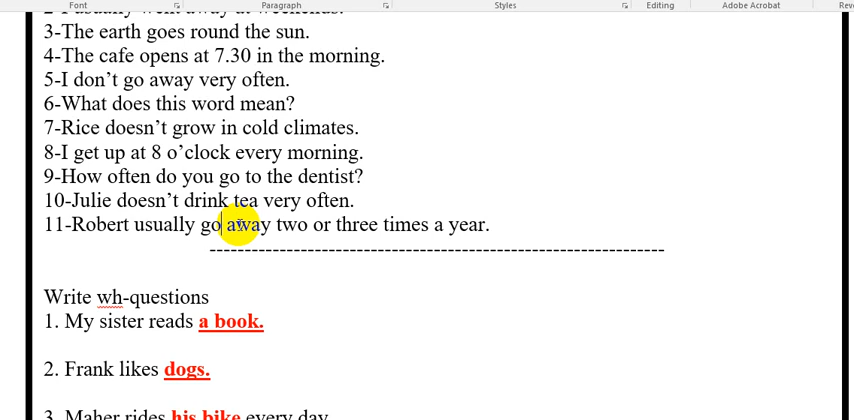 Font Paragraph Styles Editing Adobe Acrobat
3-The earth goes round the sun.
4-The cafe opens at 7.30 in the morning.
5-I don’t go away very often.
6-What does this word mean?
7-Rice doesn’t grow in cold climates.
8-I get up at 8 o’clock every morning.
9-How often do you go to the dentist?
10-Julie doesn’t drink tea very often.
11-Robert usually go away two or three times a year.
-----------------------------------------------------------------
Write wh-questions
1. My sister reads a book.
2. Frank likes dogs.
3. Maher rides his bike every day